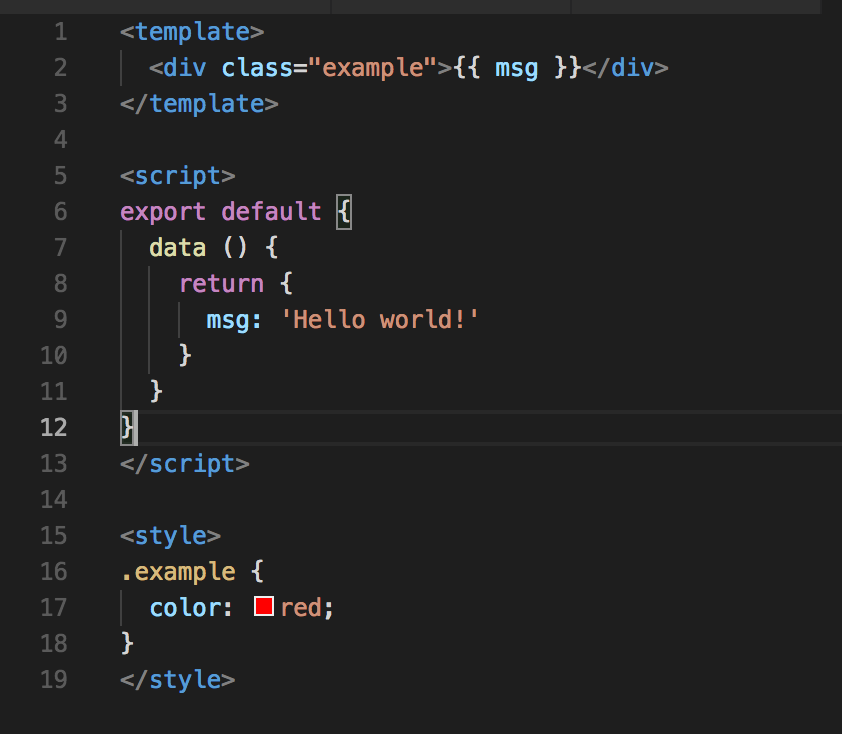 1 <template>
2   <div class="example">{{ msg }}</div>
3 </template>
4
5 <script>
6 export default {
7   data () {
8     return {
9       msg: 'Hello world!'
10     }
11   }
12 }
13 </script>
14
15 <style>
16 .example {
17   color: red;
18 }
19 </style>